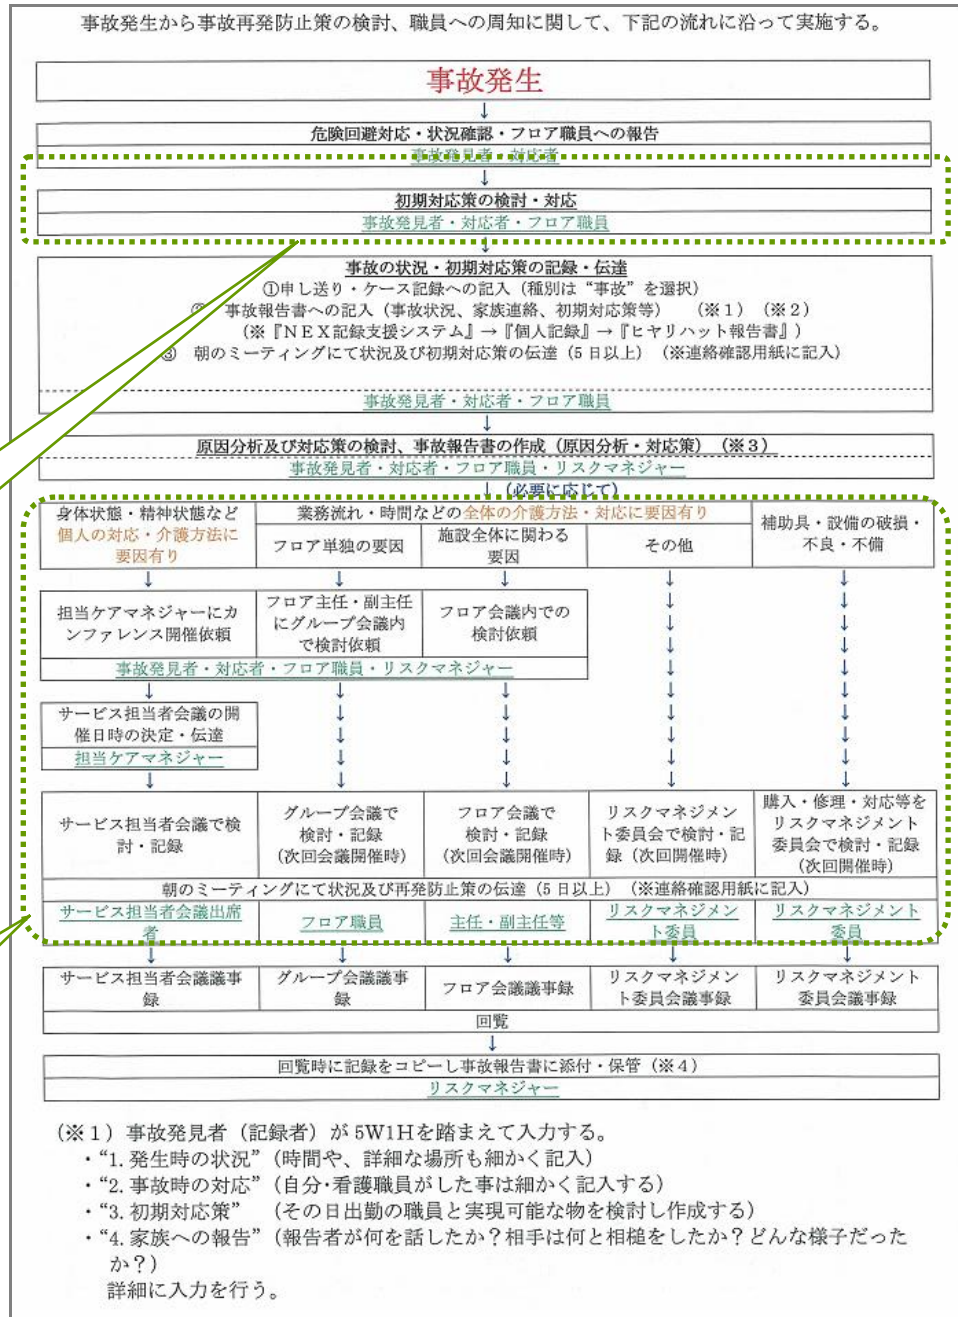 事故発生から事故再発防止策の検討、職員への周知に関して、下記の流れに沿って実施する。
事故発生
↓
危険回避対応・状況確認・フロア職員への報告
事故発見者・対応者
↓
初期対応策の検討・対応
事故発見者・対応者・フロア職員
↓
事故の状況・初期対応策の記録・伝達
①申し送り・ケース記録への記入（種別は“事故”を選択）
② 事故報告書への記入（事故状況、家族連絡、初期対応策等）　（※１）（※２）
（※『ＮＥＸ記録支援システム』→『個人記録』→『ヒヤリハット報告書』）
③ 朝のミーティングにて状況及び初期対応策の伝達（5 日以上）（※連絡確認用紙に記入）
事故発見者・対応者・フロア職員
↓
原因分析及び対応策の検討、事故報告書の作成（原因分析・対応策）（※３）
事故発見者・対応者・フロア職員・リスクマネジャー
↓（必要に応じて）
身体状態・精神状態など
個人の対応・介護方法に
要因有り
業務流れ・時間などの全体の介護方法・対応に要因有り
フロア単独の要因
施設全体に関わる
要因
その他
補助具・設備の破損・
不良・不備
担当ケアマネジャーにカ
ンファレンス開催依頼
フロア主任・副主任
にグループ会議内
で検討依頼
フロア会議内での
検討依頼
事故発見者・対応者・フロア職員・リスクマネジャー
サービス担当者会議の開
催日時の決定・伝達
担当ケアマネジャー
サービス担当者会議で検
討・記録
グループ会議で
検討・記録
（次回会議開催時）
フロア会議で
検討・記録
（次回会議開催時）
リスクマネジメン
ト委員会で検討・記
録（次回開催時）
購入・修理・対応等を
リスクマネジメント
委員会で検討・記録
（次回開催時）
朝のミーティングにて状況及び再発防止策の伝達（5 日以上）（※連絡確認用紙に記入）
サービス担当者会議出席
者
フロア職員
主任・副主任等
リスクマネジメン
ト委員
リスクマネジメント
委員
サービス担当者会議議事
録
グループ会議議事
録
フロア会議議事録
リスクマネジメン
ト委員会議事録
リスクマネジメント
委員会議事録
回覧
↓
回覧時に記録をコピーし事故報告書に添付・保管（※４）
リスクマネジャー
（※１）事故発見者（記録者）が 5W1H を踏まえて入力する。
・“1. 発生時の状況”（時間や、詳細な場所も細かく記入）
・“2. 事故時の対応”（自分・看護職員がした事は細かく記入する）
・“3. 初期対応策”　（その日出勤の職員と実現可能な物を検討し作成する）
・“4. 家族への報告”（報告者が何を話したか？相手は何と相槌をしたか？どんな様子だった
か？）
詳細に入力を行う。